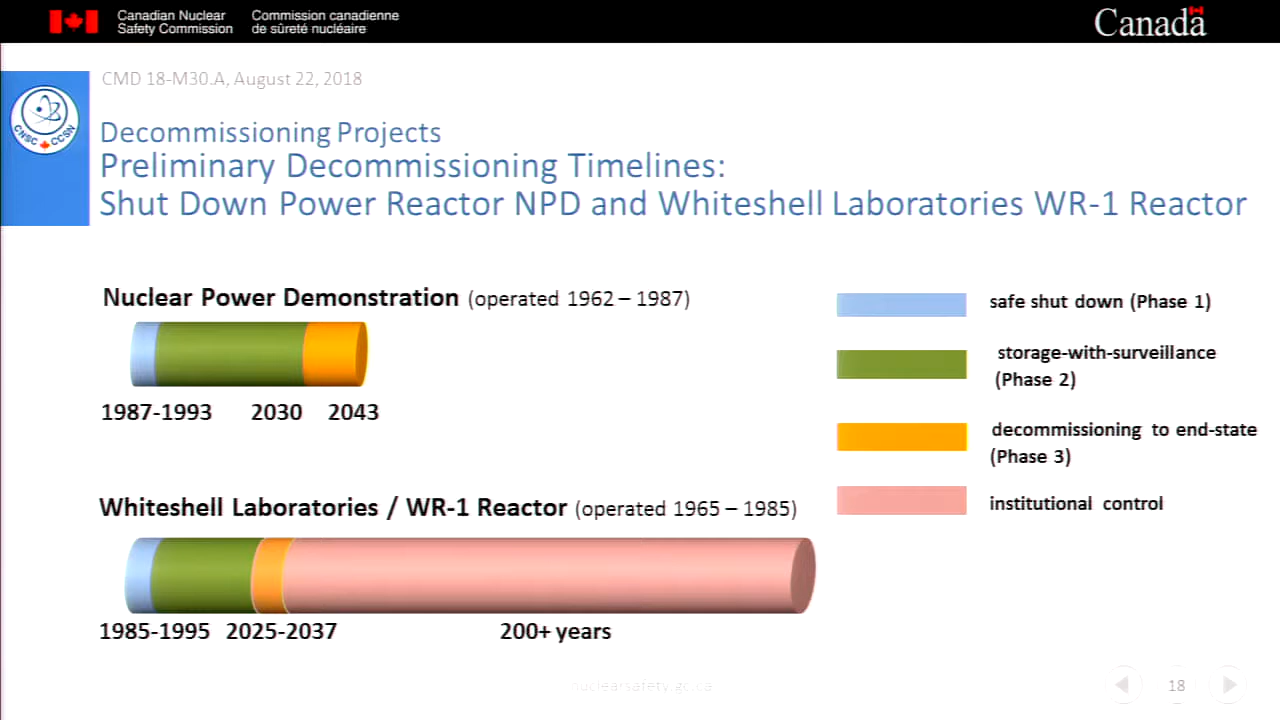 Canadian Nuclear
Safety Commission
Commission canadienne
de sûreté nucléaire
Canada
CMD 18-M30.A, August 22, 2018
CNSC CCSN
Decommissioning Projects
Preliminary Decommissioning Timelines:
Shut Down Power Reactor NPD and Whiteshell Laboratories WR-1 Reactor
Nuclear Power Demonstration (operated 1962 – 1987)
1987-1993 2030 2043
safe shut down (Phase 1)
storage-with-surveillance
(Phase 2)
decommissioning to end-state
(Phase 3)
institutional control
Whiteshell Laboratories / WR-1 Reactor (operated 1965 – 1985)
1985-1995 2025-2037 200+ years
nuclearsafety.gc.ca
18